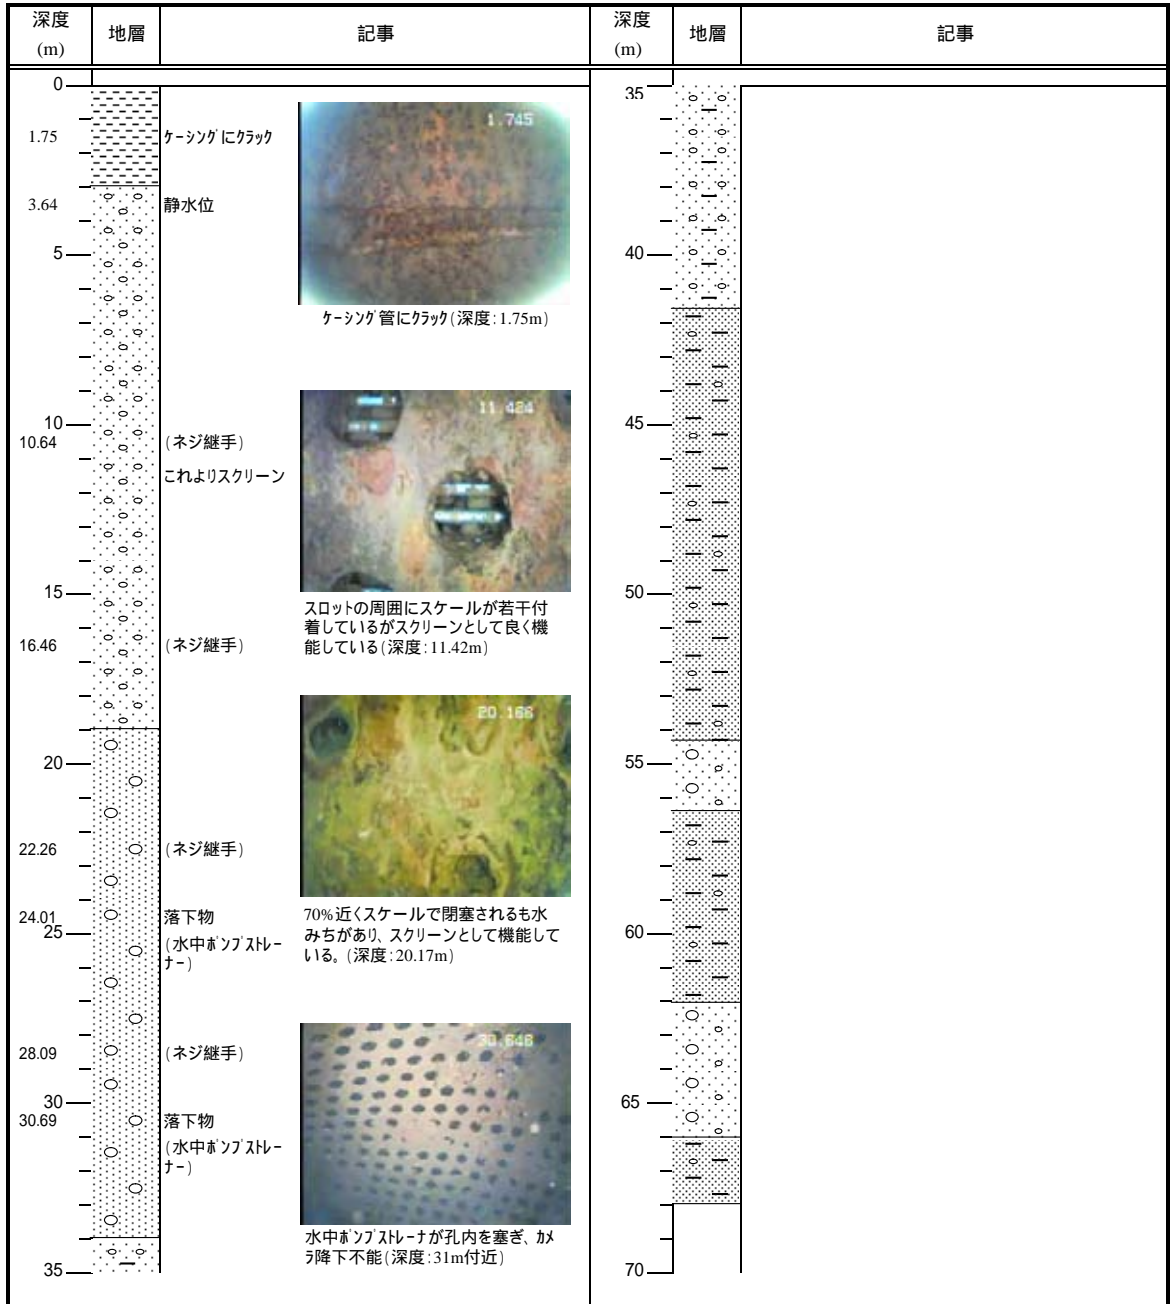 深度
(m)
地層
記事
深度
(m)
地層
記事
0
1.75
ケーシングにクラック
1.745
3.64
静水位
5
ケーシング管にクラック(深度:1.75m)
10
10.64
(ネジ継手)
これよりスクリーン
11.424
15
スロットの周囲にスケールが若干付
着しているがスクリーンとして良く機
能している(深度:11.42m)
16.46
(ネジ継手)
20.166
20
22.26
(ネジ継手)
24.01
落下物
25
(水中ポンプストレー
ナー)
70%近くスケールで閉塞されるも水
みちがあり、スクリーンとして機能して
いる。(深度:20.17m)
28.09
(ネジ継手)
30.646
30
30.69
落下物
(水中ポンプストレー
ナー)
水中ポンプストレーナが孔内を塞ぎ、カメ
ラ降下不能(深度:31m付近)
35
35
40
45
50
55
60
65
70